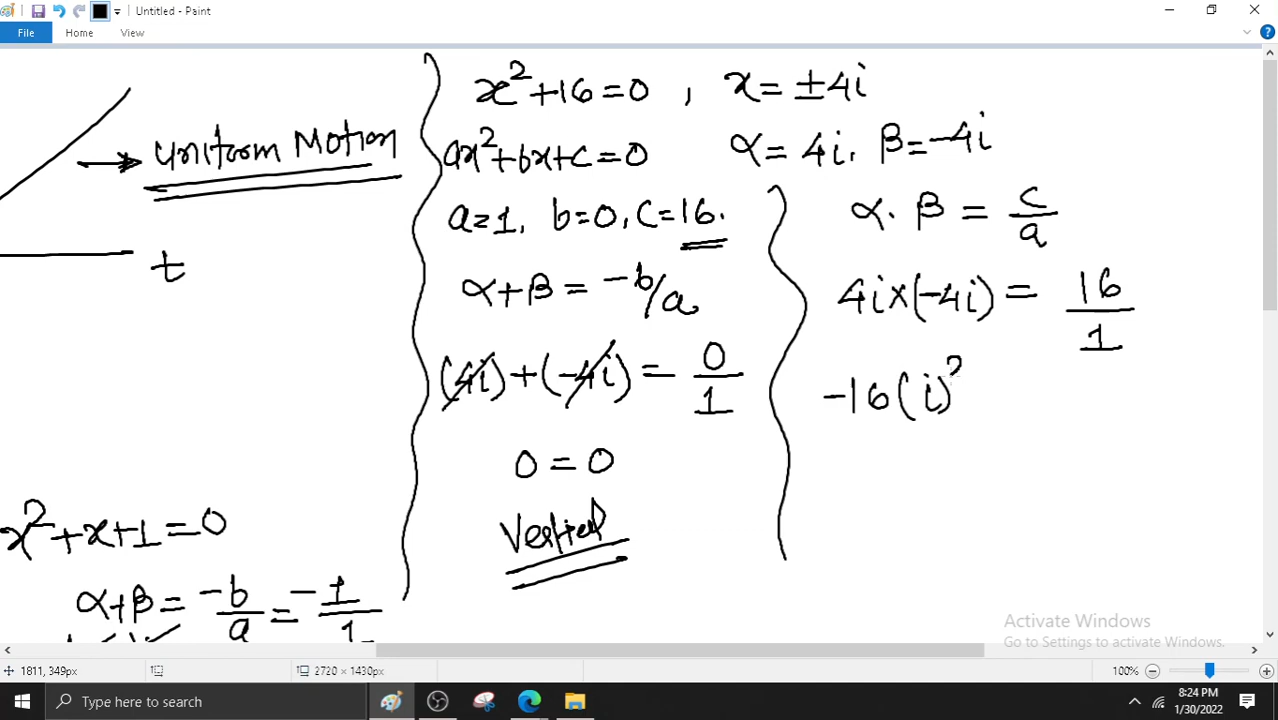 Untitled - Paint
File Home View
→ Uniform Motion
t
x²+x+1=0
α+β = -b/a = -1/1
x²+16=0 , x=±4i
ax²+bx+c=0 α=4i. β=-4i
a=1. b=0, c=16.
α+β = -b/a
(4i)+(-4i) = 0/1
0=0
α.β = c/a
4i×(-4i) = 16/1
-16(i)²
Activate Windows
Go to Settings to activate Windows.
1811, 349px 2720 × 1430px 100%
Type here to search
8:24 PM
1/30/2022